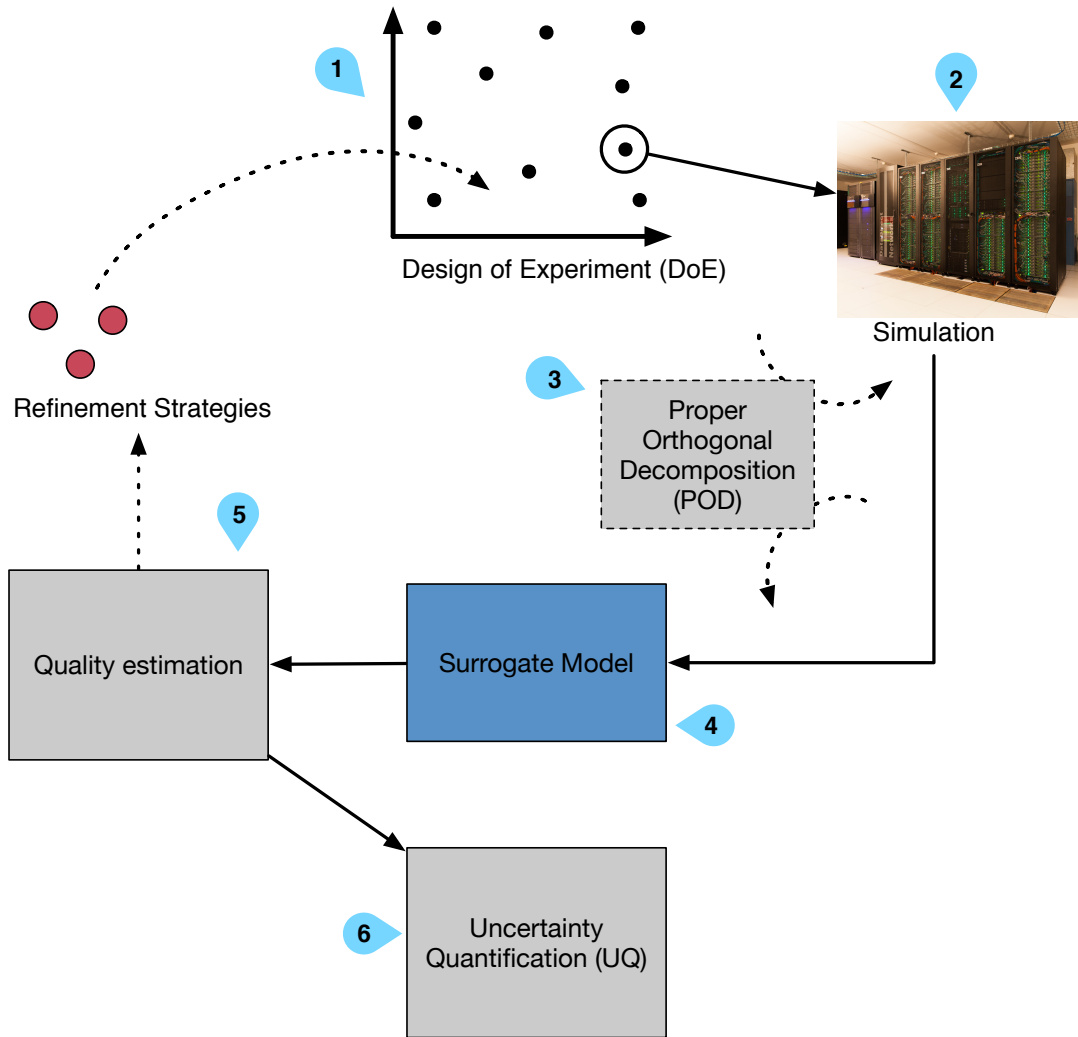 1
2
Design of Experiment (DoE)
Simulation
3
Proper
Orthogonal
Decomposition
(POD)
Refinement Strategies
5
Quality estimation
Surrogate Model
4
6
Uncertainty
Quantification (UQ)